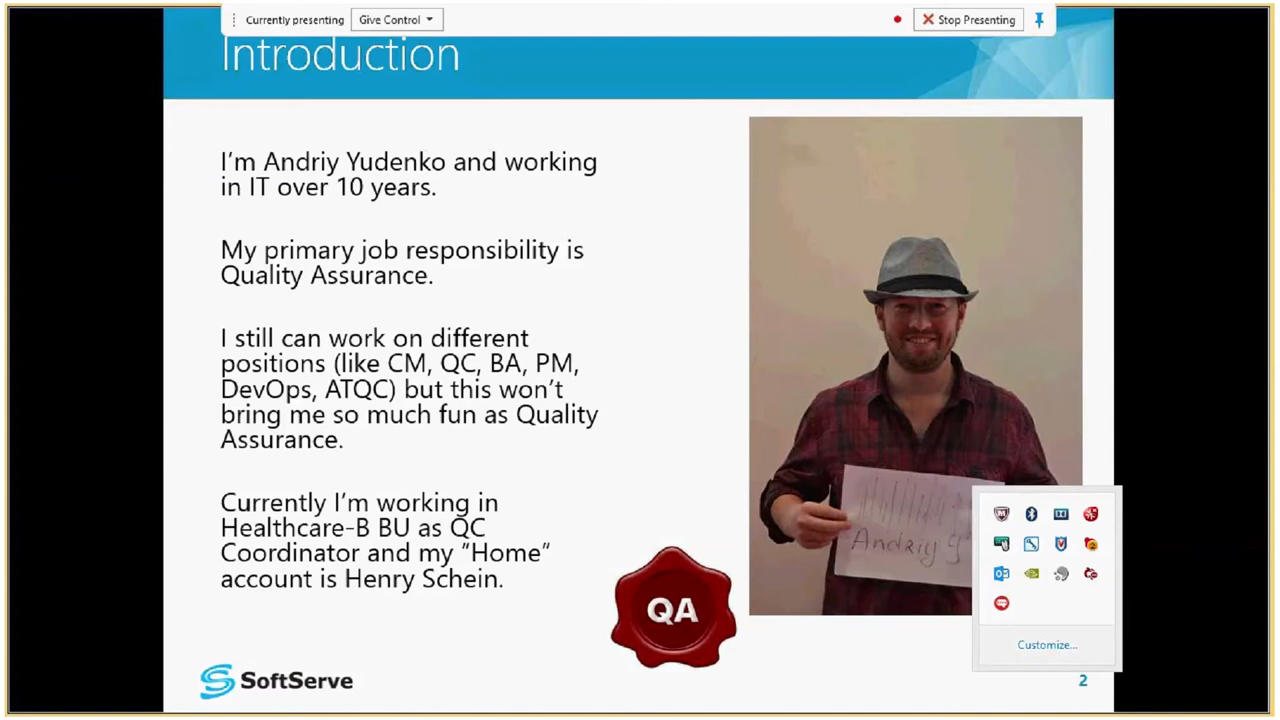 Currently presenting
Give Control
Stop Presenting
Introduction
I'm Andriy Yudenko and working
in IT over 10 years.
My primary job responsibility is
Quality Assurance.
I still can work on different
positions (like CM, QC, BA, PM,
DevOps, ATQC) but this won't
bring me so much fun as Quality
Assurance.
Currently I'm working in
Healthcare-B BU as QC
Coordinator and my “Home“
account is Henry Schein.
QA
Andriy
Customize...
SoftServe
2